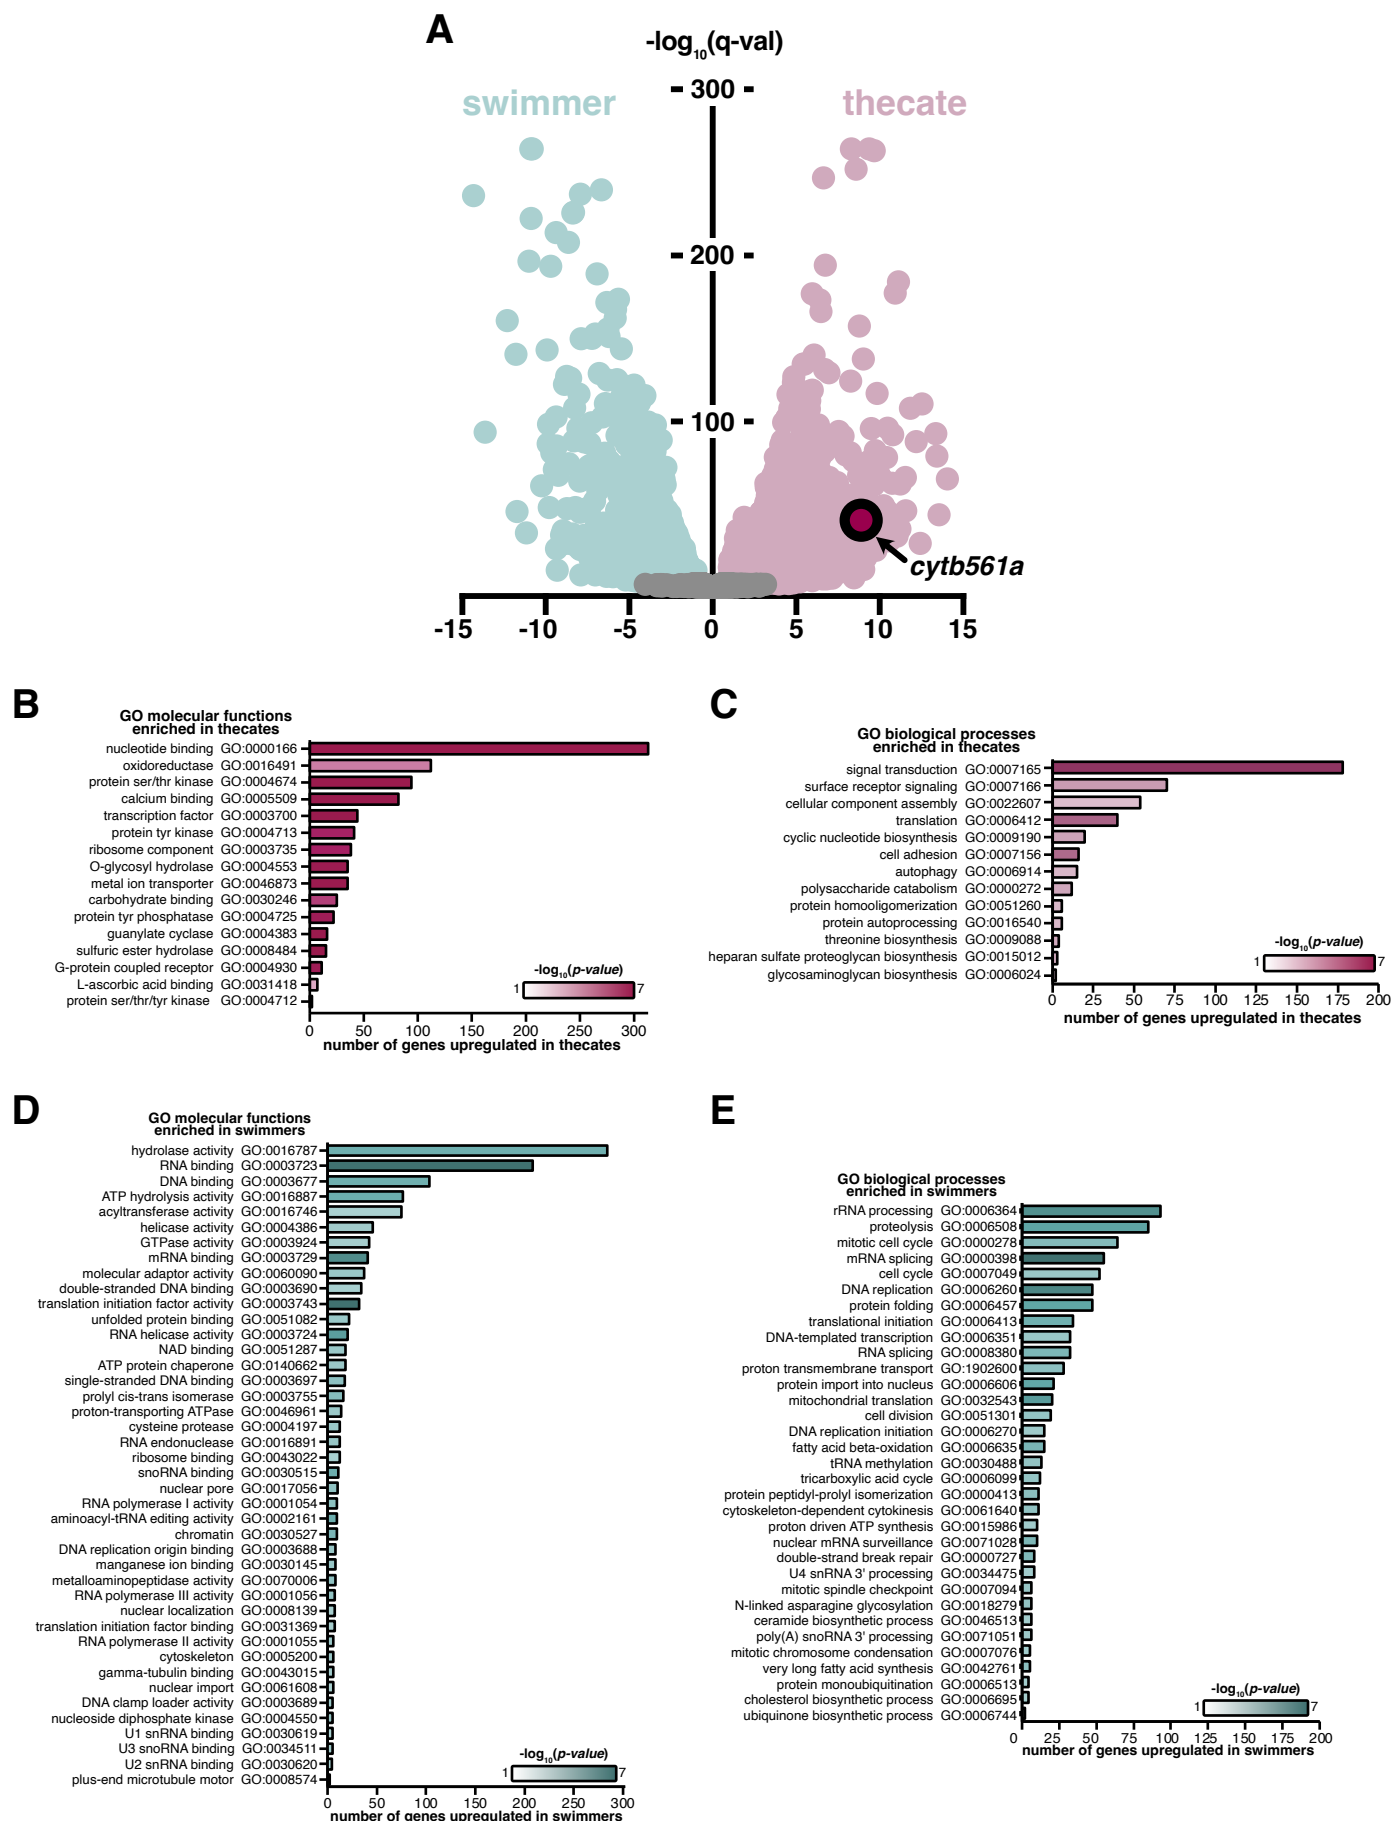 A
-log10(q-val)
swimmer
thecate
300
200
100
cytb561a
-15 -10 -5 0 5 10 15
B
GO molecular functions
enriched in thecates
nucleotide binding GO:0000166
oxidoreductase GO:0016491
protein ser/thr kinase GO:0004674
calcium binding GO:0005509
transcription factor GO:0003700
protein tyr kinase GO:0004713
ribosome component GO:0003735
O-glycosyl hydrolase GO:0004553
metal ion transporter GO:0046873
carbohydrate binding GO:0030246
protein tyr phosphatase GO:0004725
guanylate cyclase GO:0004383
sulfuric ester hydrolase GO:0008484
G-protein coupled receptor GO:0004930
L-ascorbic acid binding GO:0031418
protein ser/thr/tyr kinase GO:0004712
-log10(p-value)
1 7
0 50 100 150 200 250 300
number of genes upregulated in thecates
C
GO biological processes
enriched in thecates
signal transduction GO:0007165
surface receptor signaling GO:0007166
cellular component assembly GO:0022607
translation GO:0006412
cyclic nucleotide biosynthesis GO:0009190
cell adhesion GO:0007156
autophagy GO:0006914
polysaccharide catabolism GO:0000272
protein homooligomerization GO:0051260
protein autoprocessing GO:0016540
threonine biosynthesis GO:0009088
heparan sulfate proteoglycan biosynthesis GO:0015012
glycosaminoglycan biosynthesis GO:0006024
-log10(p-value)
1 7
0 25 50 75 100 125 150 175 200
number of genes upregulated in thecates
D
GO molecular functions
enriched in swimmers
hydrolase activity GO:0016787
RNA binding GO:0003723
DNA binding GO:0003677
ATP hydrolysis activity GO:0016887
acyltransferase activity GO:0016746
helicase activity GO:0004386
GTPase activity GO:0003924
mRNA binding GO:0003729
molecular adaptor activity GO:0060090
double-stranded DNA binding GO:0003690
translation initiation factor activity GO:0003743
unfolded protein binding GO:0051082
RNA helicase activity GO:0003724
NAD binding GO:0051287
ATP protein chaperone GO:0140662
single-stranded DNA binding GO:0003697
prolyl cis-trans isomerase GO:0003755
proton-transporting ATPase GO:0046961
cysteine protease GO:0004197
RNA endonuclease GO:0016891
ribosome binding GO:0043022
snoRNA binding GO:0030515
nuclear pore GO:0017056
RNA polymerase I activity GO:0001054
aminoacyl-tRNA editing activity GO:0002161
chromatin GO:0030527
DNA replication origin binding GO:0003688
manganese ion binding GO:0030145
metalloaminopeptidase activity GO:0070006
RNA polymerase III activity GO:0001056
nuclear localization GO:0008139
translation initiation factor binding GO:0031369
RNA polymerase II activity GO:0001055
cytoskeleton GO:0005200
gamma-tubulin binding GO:0043015
nuclear import GO:0061608
DNA clamp loader activity GO:0003689
nucleoside diphosphate kinase GO:0004550
U1 snRNA binding GO:0030619
U3 snoRNA binding GO:0034511
U2 snRNA binding GO:0030620
plus-end microtubule motor GO:0008574
-log10(p-value)
1 7
0 50 100 150 200 250 300
number of genes upregulated in swimmers
E
GO biological processes
enriched in swimmers
rRNA processing GO:0006364
proteolysis GO:0006508
mitotic cell cycle GO:0000278
mRNA splicing GO:0000398
cell cycle GO:0007049
DNA replication GO:0006260
protein folding GO:0006457
translational initiation GO:0006413
DNA-templated transcription GO:0006351
RNA splicing GO:0008380
proton transmembrane transport GO:1902600
protein import into nucleus GO:0006606
mitochondrial translation GO:0032543
cell division GO:0051301
DNA replication initiation GO:0006270
fatty acid beta-oxidation GO:0006635
tRNA methylation GO:0030488
tricarboxylic acid cycle GO:0006099
protein peptidyl-prolyl isomerization GO:0000413
cytoskeleton-dependent cytokinesis GO:0061640
proton driven ATP synthesis GO:0015986
nuclear mRNA surveillance GO:0071028
double-strand break repair GO:0000727
U4 snRNA 3' processing GO:0034475
mitotic spindle checkpoint GO:0007094
N-linked asparagine glycosylation GO:0018279
ceramide biosynthetic process GO:0046513
poly(A) snoRNA 3' processing GO:0071051
mitotic chromosome condensation GO:0007076
very long fatty acid synthesis GO:0042761
protein monoubiquitination GO:0006513
cholesterol biosynthetic process GO:0006695
ubiquinone biosynthetic process GO:0006744
-log10(p-value)
1 7
0 25 50 75 100 125 150 175 200
number of genes upregulated in swimmers